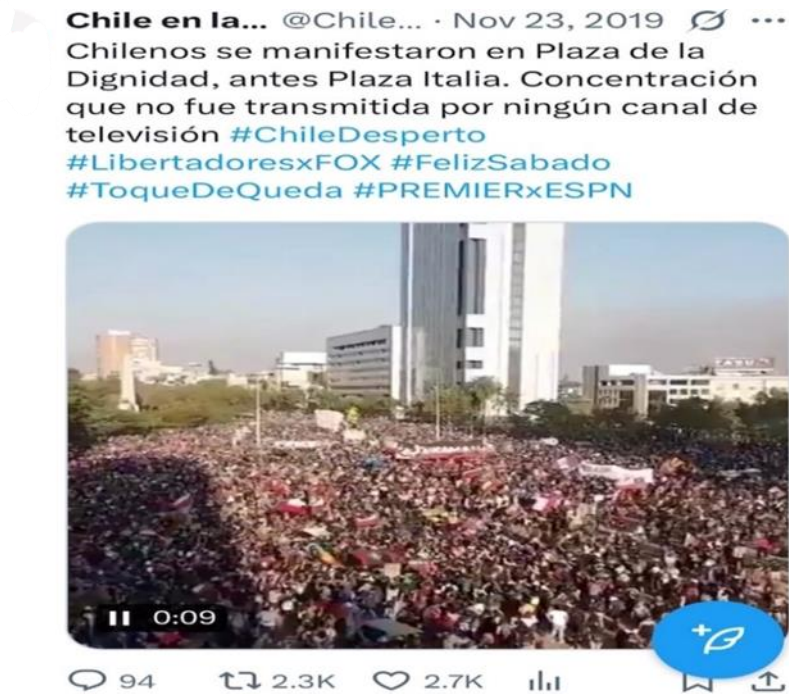 Chile en la... @Chile... · Nov 23, 2019
Chilenos se manifestaron en Plaza de la
Dignidad, antes Plaza Italia. Concentración
que no fue transmitida por ningún canal de
televisión #ChileDesperto
#LibertadoresxFOX #FelizSabado
#ToqueDeQueda #PREMIERxESPN
0:09
94 2.3K 2.7K